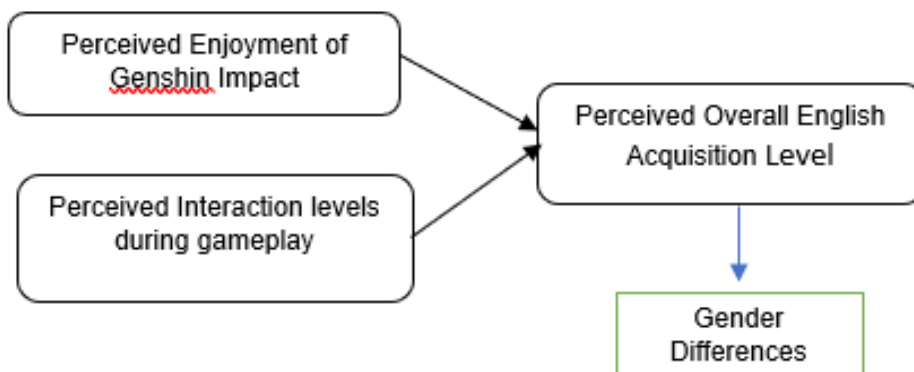 Perceived Enjoyment of
Genshin Impact
Perceived Overall English
Acquisition Level
Perceived Interaction levels
during gameplay
Gender
Differences